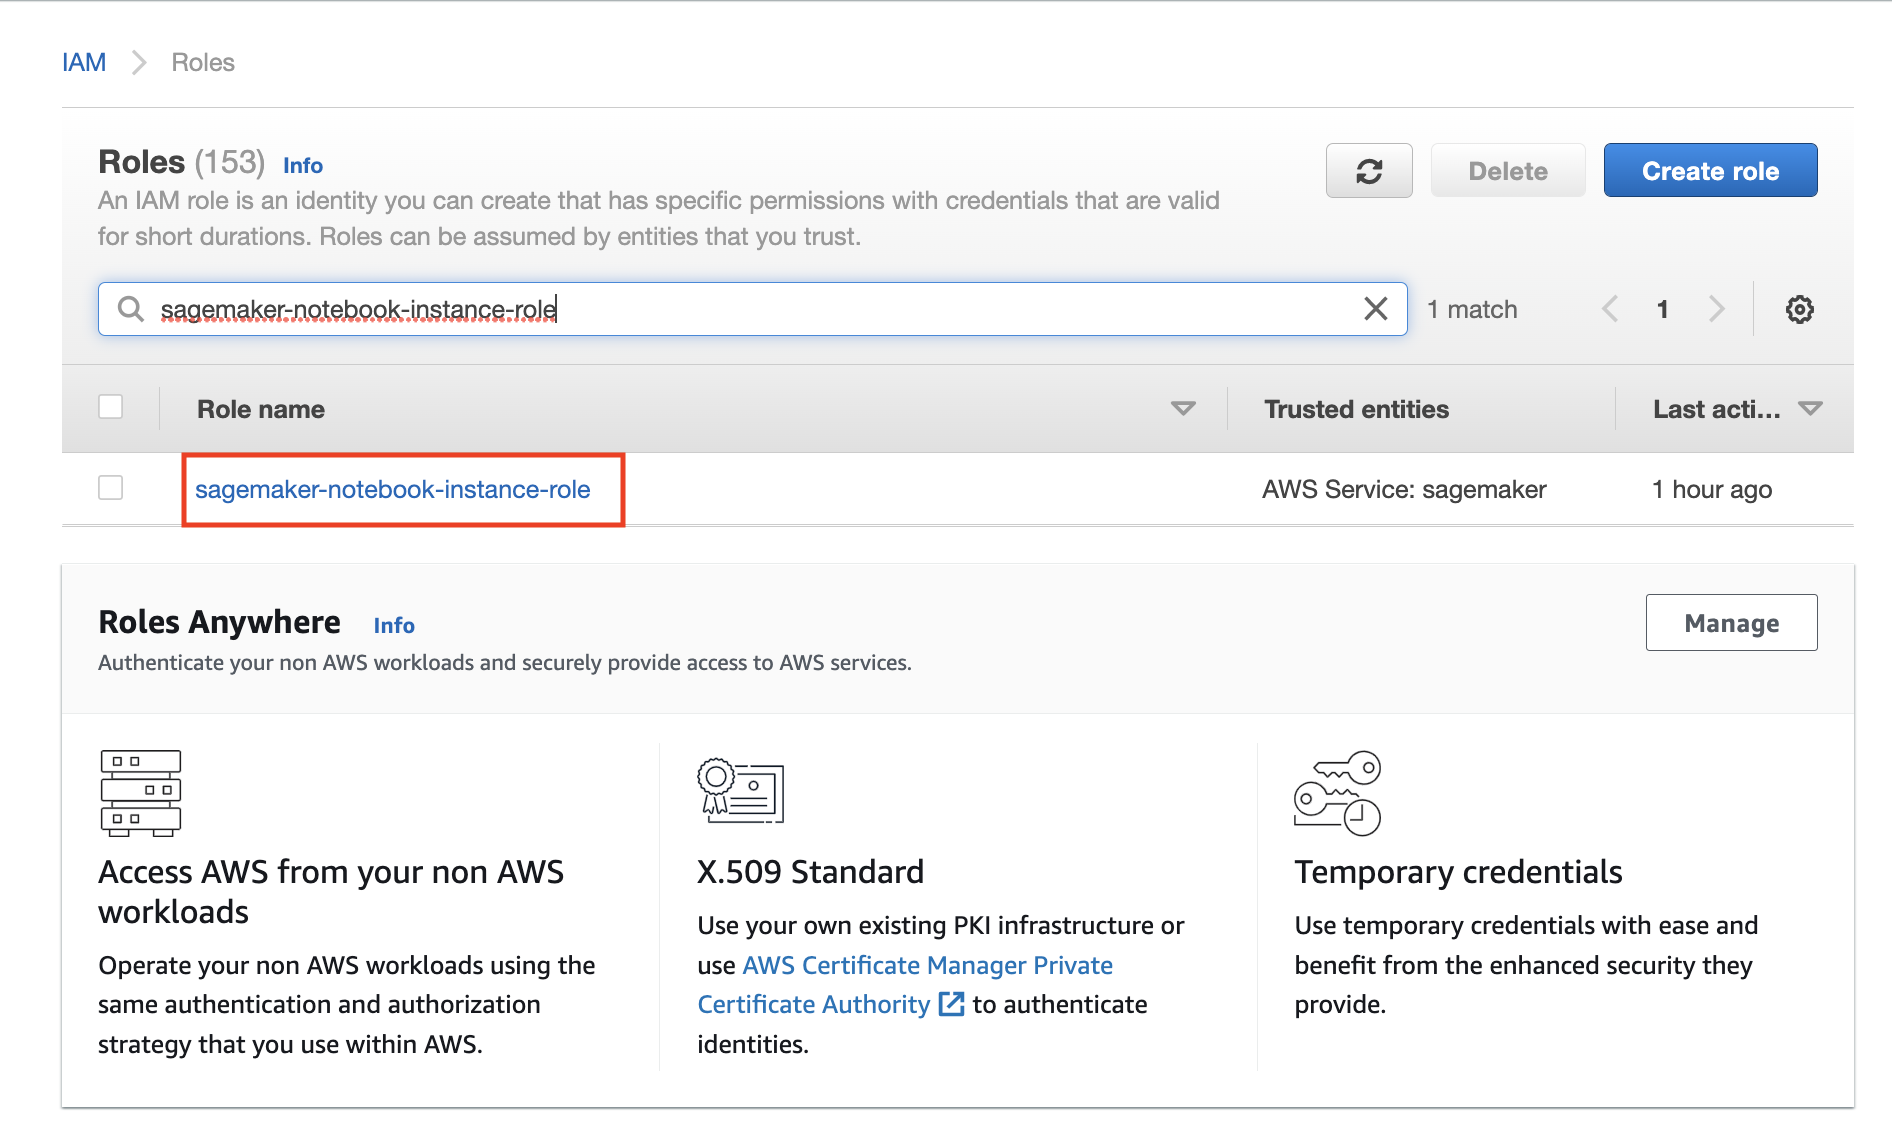 IAM > Roles
Roles (153) Info
An IAM role is an identity you can create that has specific permissions with credentials that are valid
for short durations. Roles can be assumed by entities that you trust.
Delete
Create role
sagemaker-notebook-instance-role
1 match
1
Role name
Trusted entities
Last acti...
sagemaker-notebook-instance-role
AWS Service: sagemaker
1 hour ago
Roles Anywhere Info
Authenticate your non AWS workloads and securely provide access to AWS services.
Manage
Access AWS from your non AWS
workloads
Operate your non AWS workloads using the
same authentication and authorization
strategy that you use within AWS.
X.509 Standard
Use your own existing PKI infrastructure or
use AWS Certificate Manager Private
Certificate Authority to authenticate
identities.
Temporary credentials
Use temporary credentials with ease and
benefit from the enhanced security they
provide.